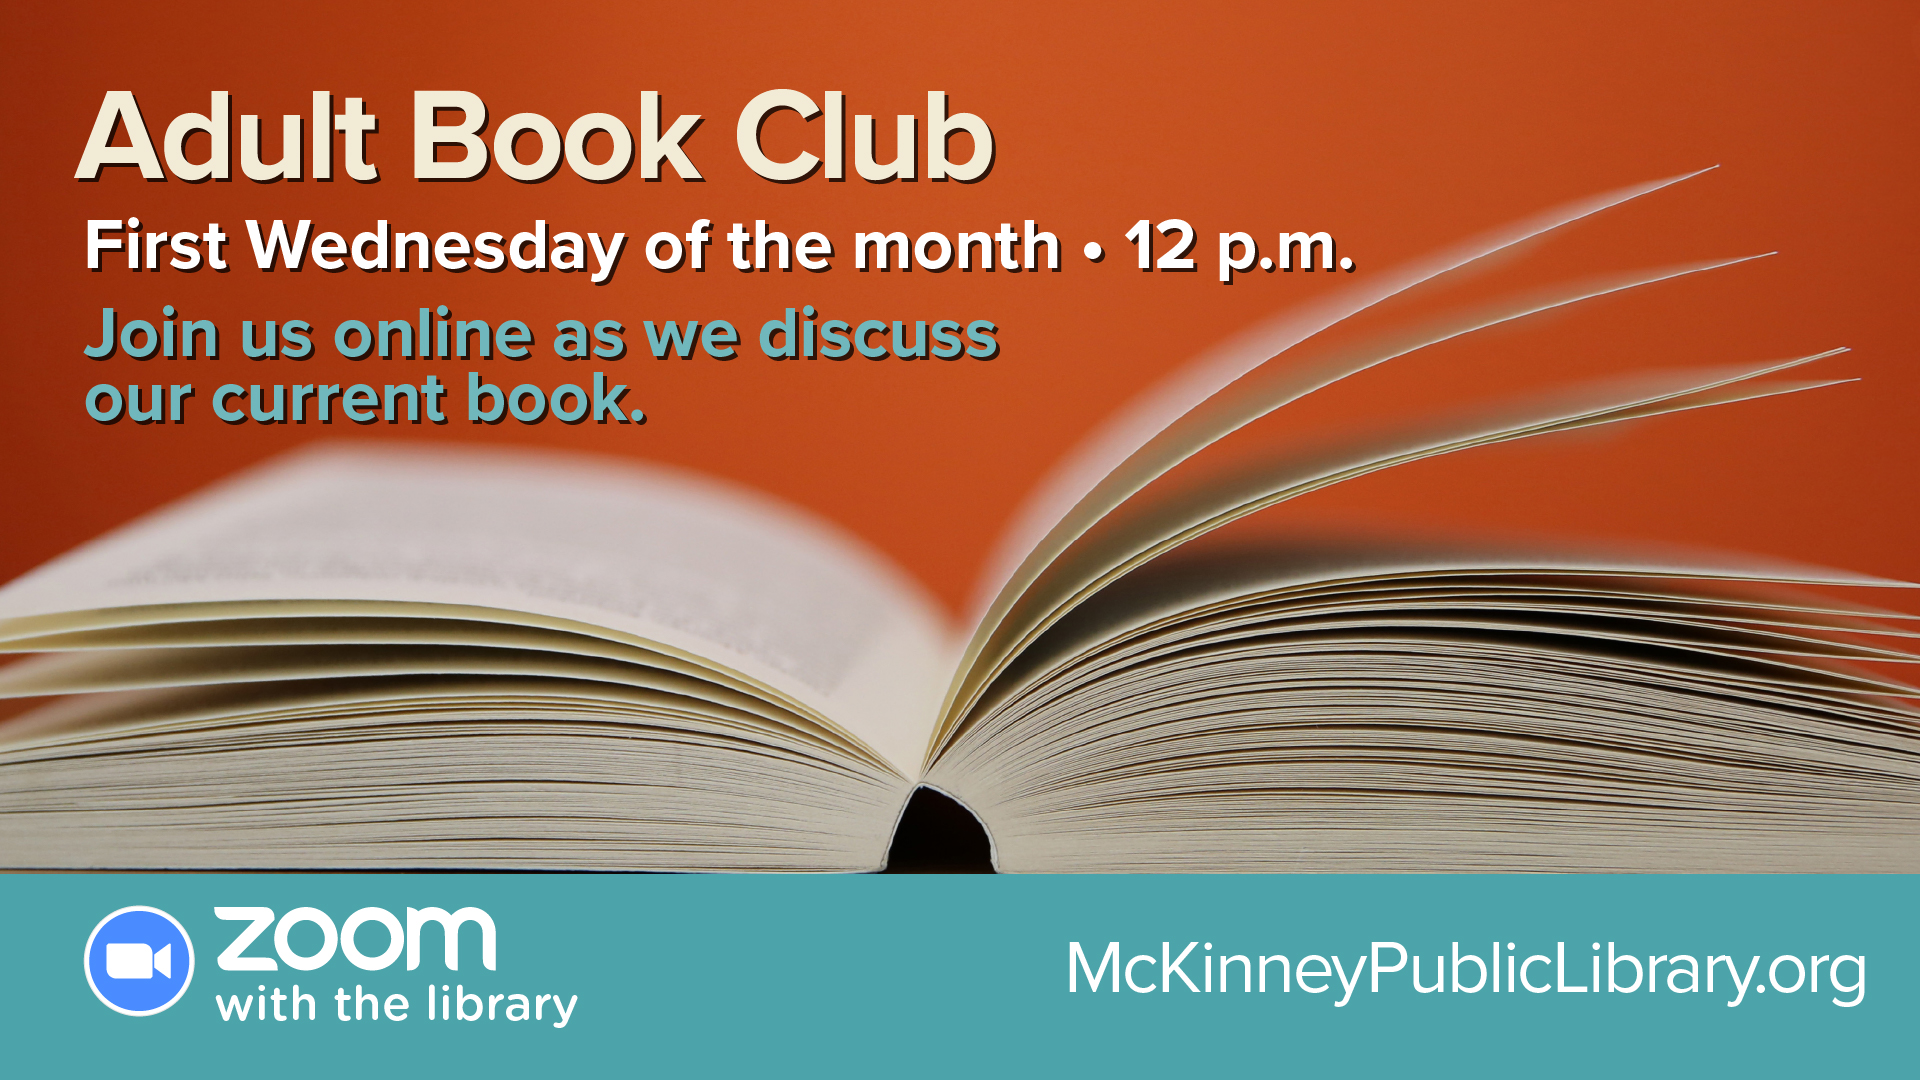 Adult Book Club
First Wednesday of the month • 12 p.m.
Join us online as we discuss
our current book.
zoom
with the library
McKinneyPublicLibrary.org